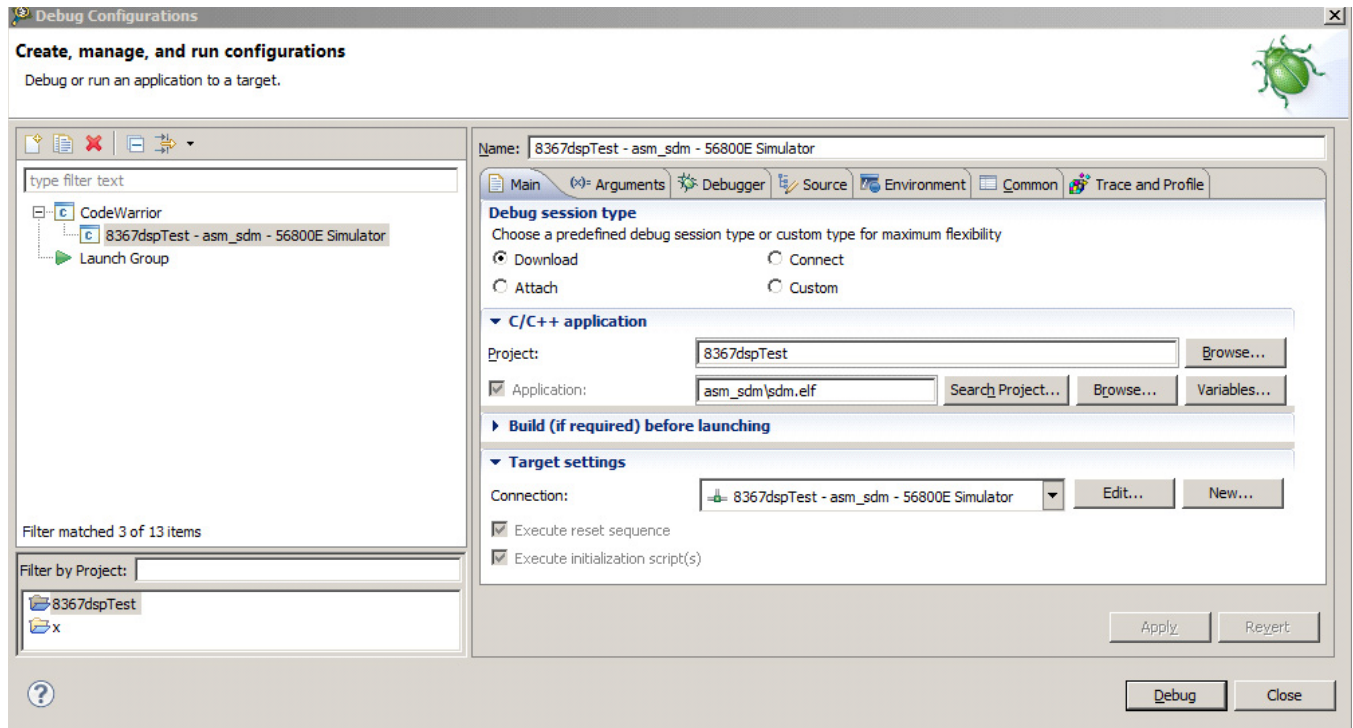 Debug Configurations
Create, manage, and run configurations
Debug or run an application to a target.
type filter text
CodeWarrior
8367dspTest - asm_sdm - 56800E Simulator
Launch Group
Filter matched 3 of 13 items
Filter by Project:
8367dspTest
x
Name: 8367dspTest - asm_sdm - 56800E Simulator
Main (x)= Arguments Debugger Source Environment Common Trace and Profile
Debug session type
Choose a predefined debug session type or custom type for maximum flexibility
Download Connect
Attach Custom
C/C++ application
Project: 8367dspTest Browse...
Application: asm_sdm\sdm.elf Search Project... Browse... Variables...
Build (if required) before launching
Target settings
Connection: 8367dspTest - asm_sdm - 56800E Simulator Edit... New...
Execute reset sequence
Execute initialization script(s)
Apply Revert
? Debug Close